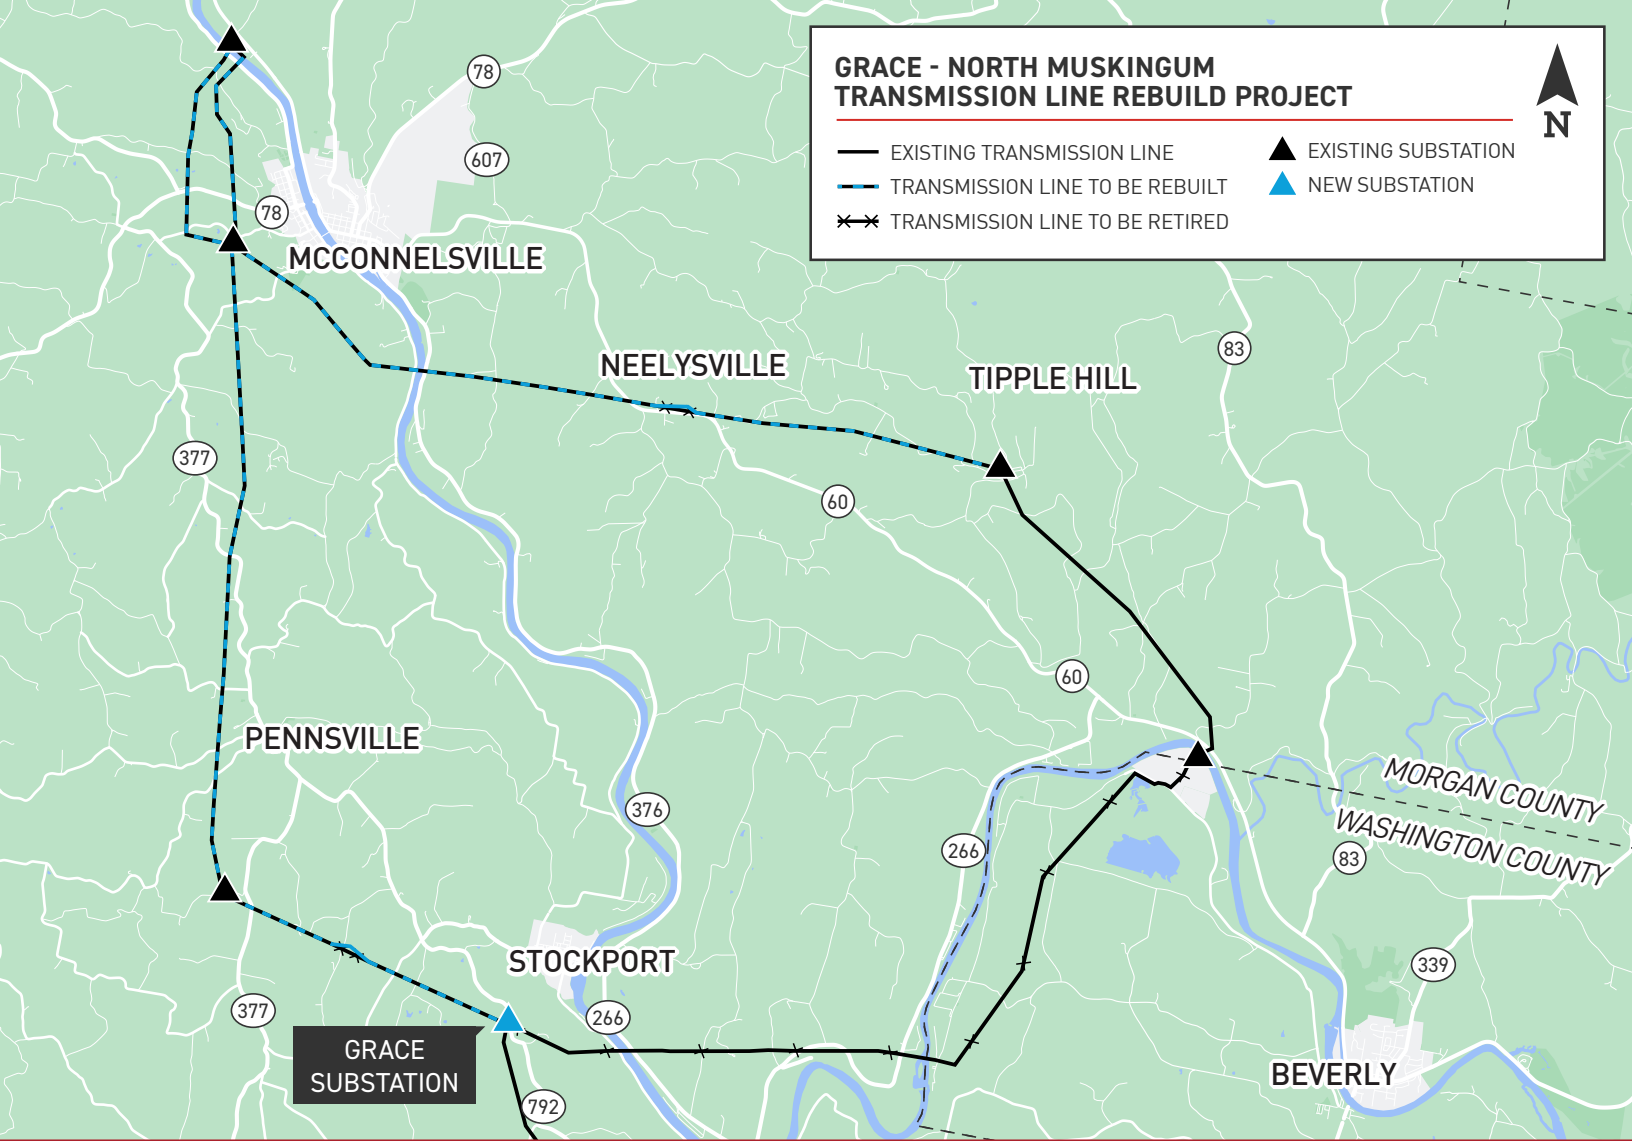 GRACE - NORTH MUSKINGUM
TRANSMISSION LINE REBUILD PROJECT
N
EXISTING TRANSMISSION LINE
TRANSMISSION LINE TO BE REBUILT
TRANSMISSION LINE TO BE RETIRED
EXISTING SUBSTATION
NEW SUBSTATION
78
607
78
MCCONNELSVILLE
NEELYSVILLE
TIPPLE HILL
83
377
60
60
PENNSVILLE
376
MORGAN COUNTY
WASHINGTON COUNTY
266
83
STOCKPORT
339
377
266
GRACE
SUBSTATION
BEVERLY
792